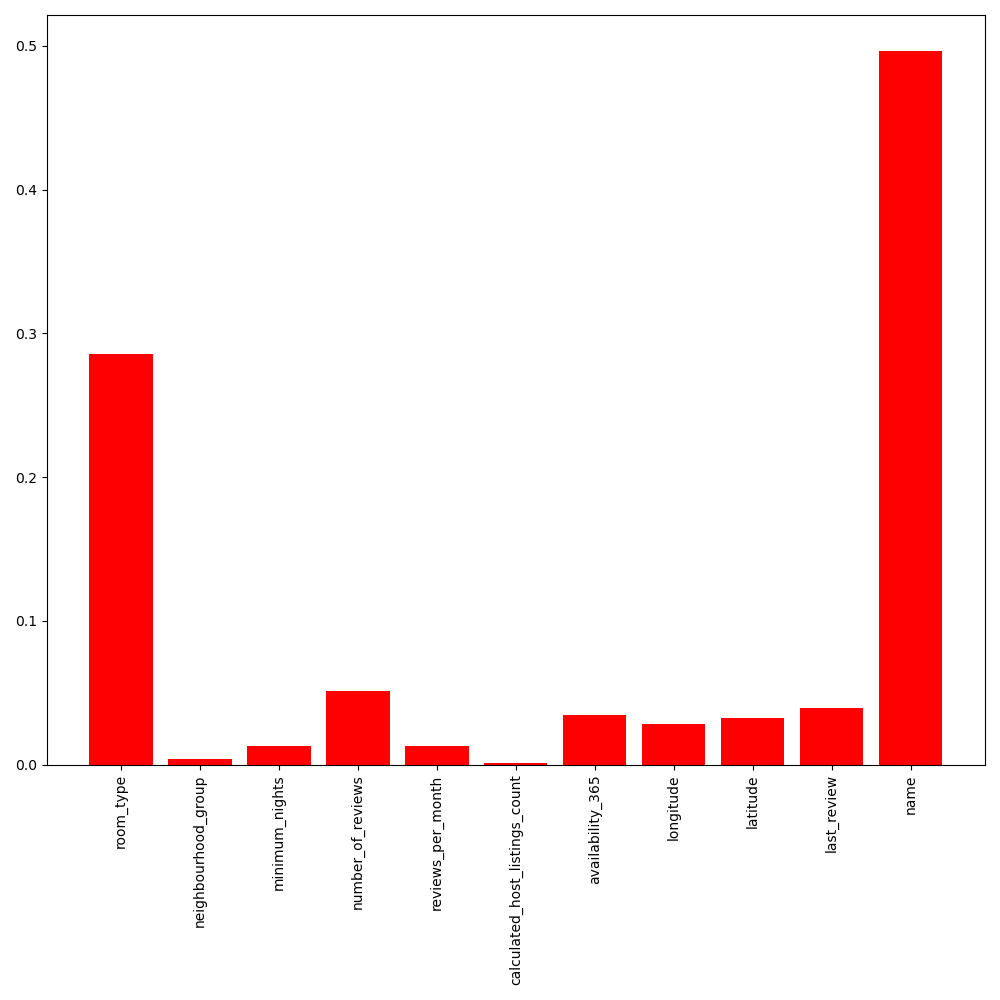 0.5
0.4
0.3
0.2
0.1
0.0
room_type
neighbourhood_group
minimum_nights
number_of_reviews
reviews_per_month
calculated_host_listings_count
availability_365
longitude
latitude
last_review
name